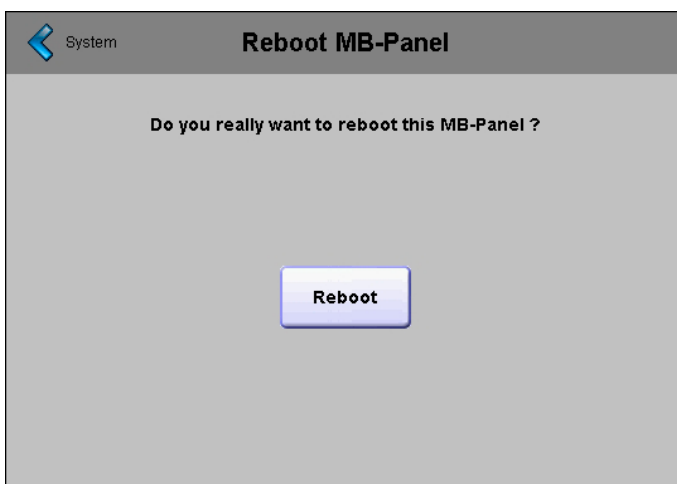 System
Reboot MB-Panel
Do you really want to reboot this MB-Panel ?
Reboot